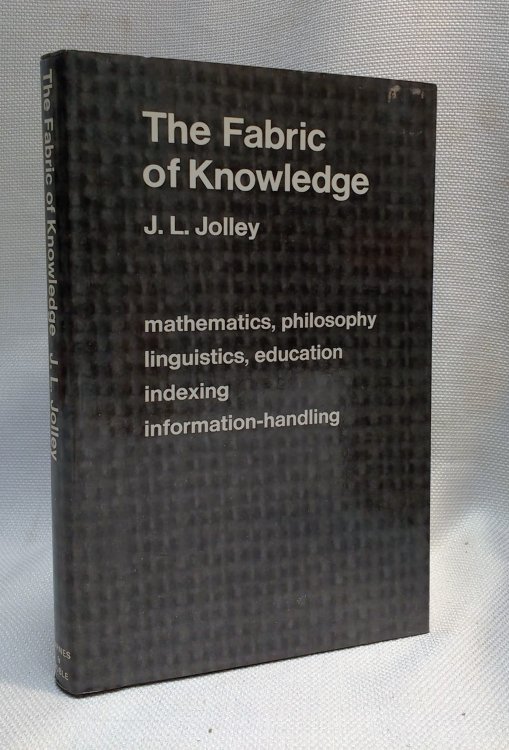 The Fabric of Knowledge J. L. Jolley
The Fabric
of Knowledge
J. L. Jolley
mathematics, philosophy
linguistics, education
indexing
information-handling